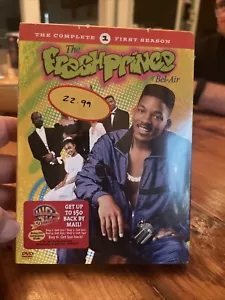 THE COMPLETE 1 FIRST SEASON
The
FRESH PRINCE
of Bel-Air
22.99
GET UP
TO $50
BACK BY
MAIL!
DVD